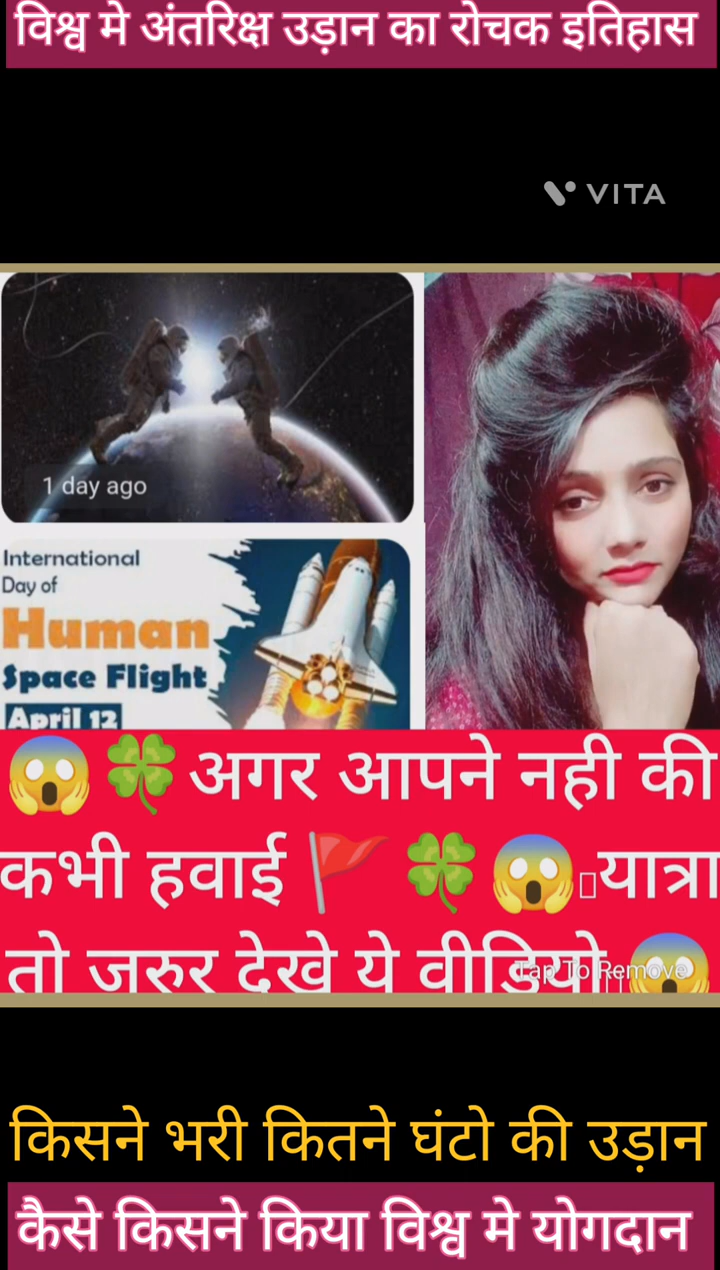 विश्व मे अंतरिक्ष उड़ान का रोचक इतिहास
VITA
1 day ago
International
Day of
Human
Space Flight
April 12
😱🍀अगर आपने नही की
कभी हवाई🚩🍀😱यात्रा
तो जरुर देखे ये वीडियो😱
Tap To Remove
किसने भरी कितने घंटो की उड़ान
कैसे किसने किया विश्व मे योगदान